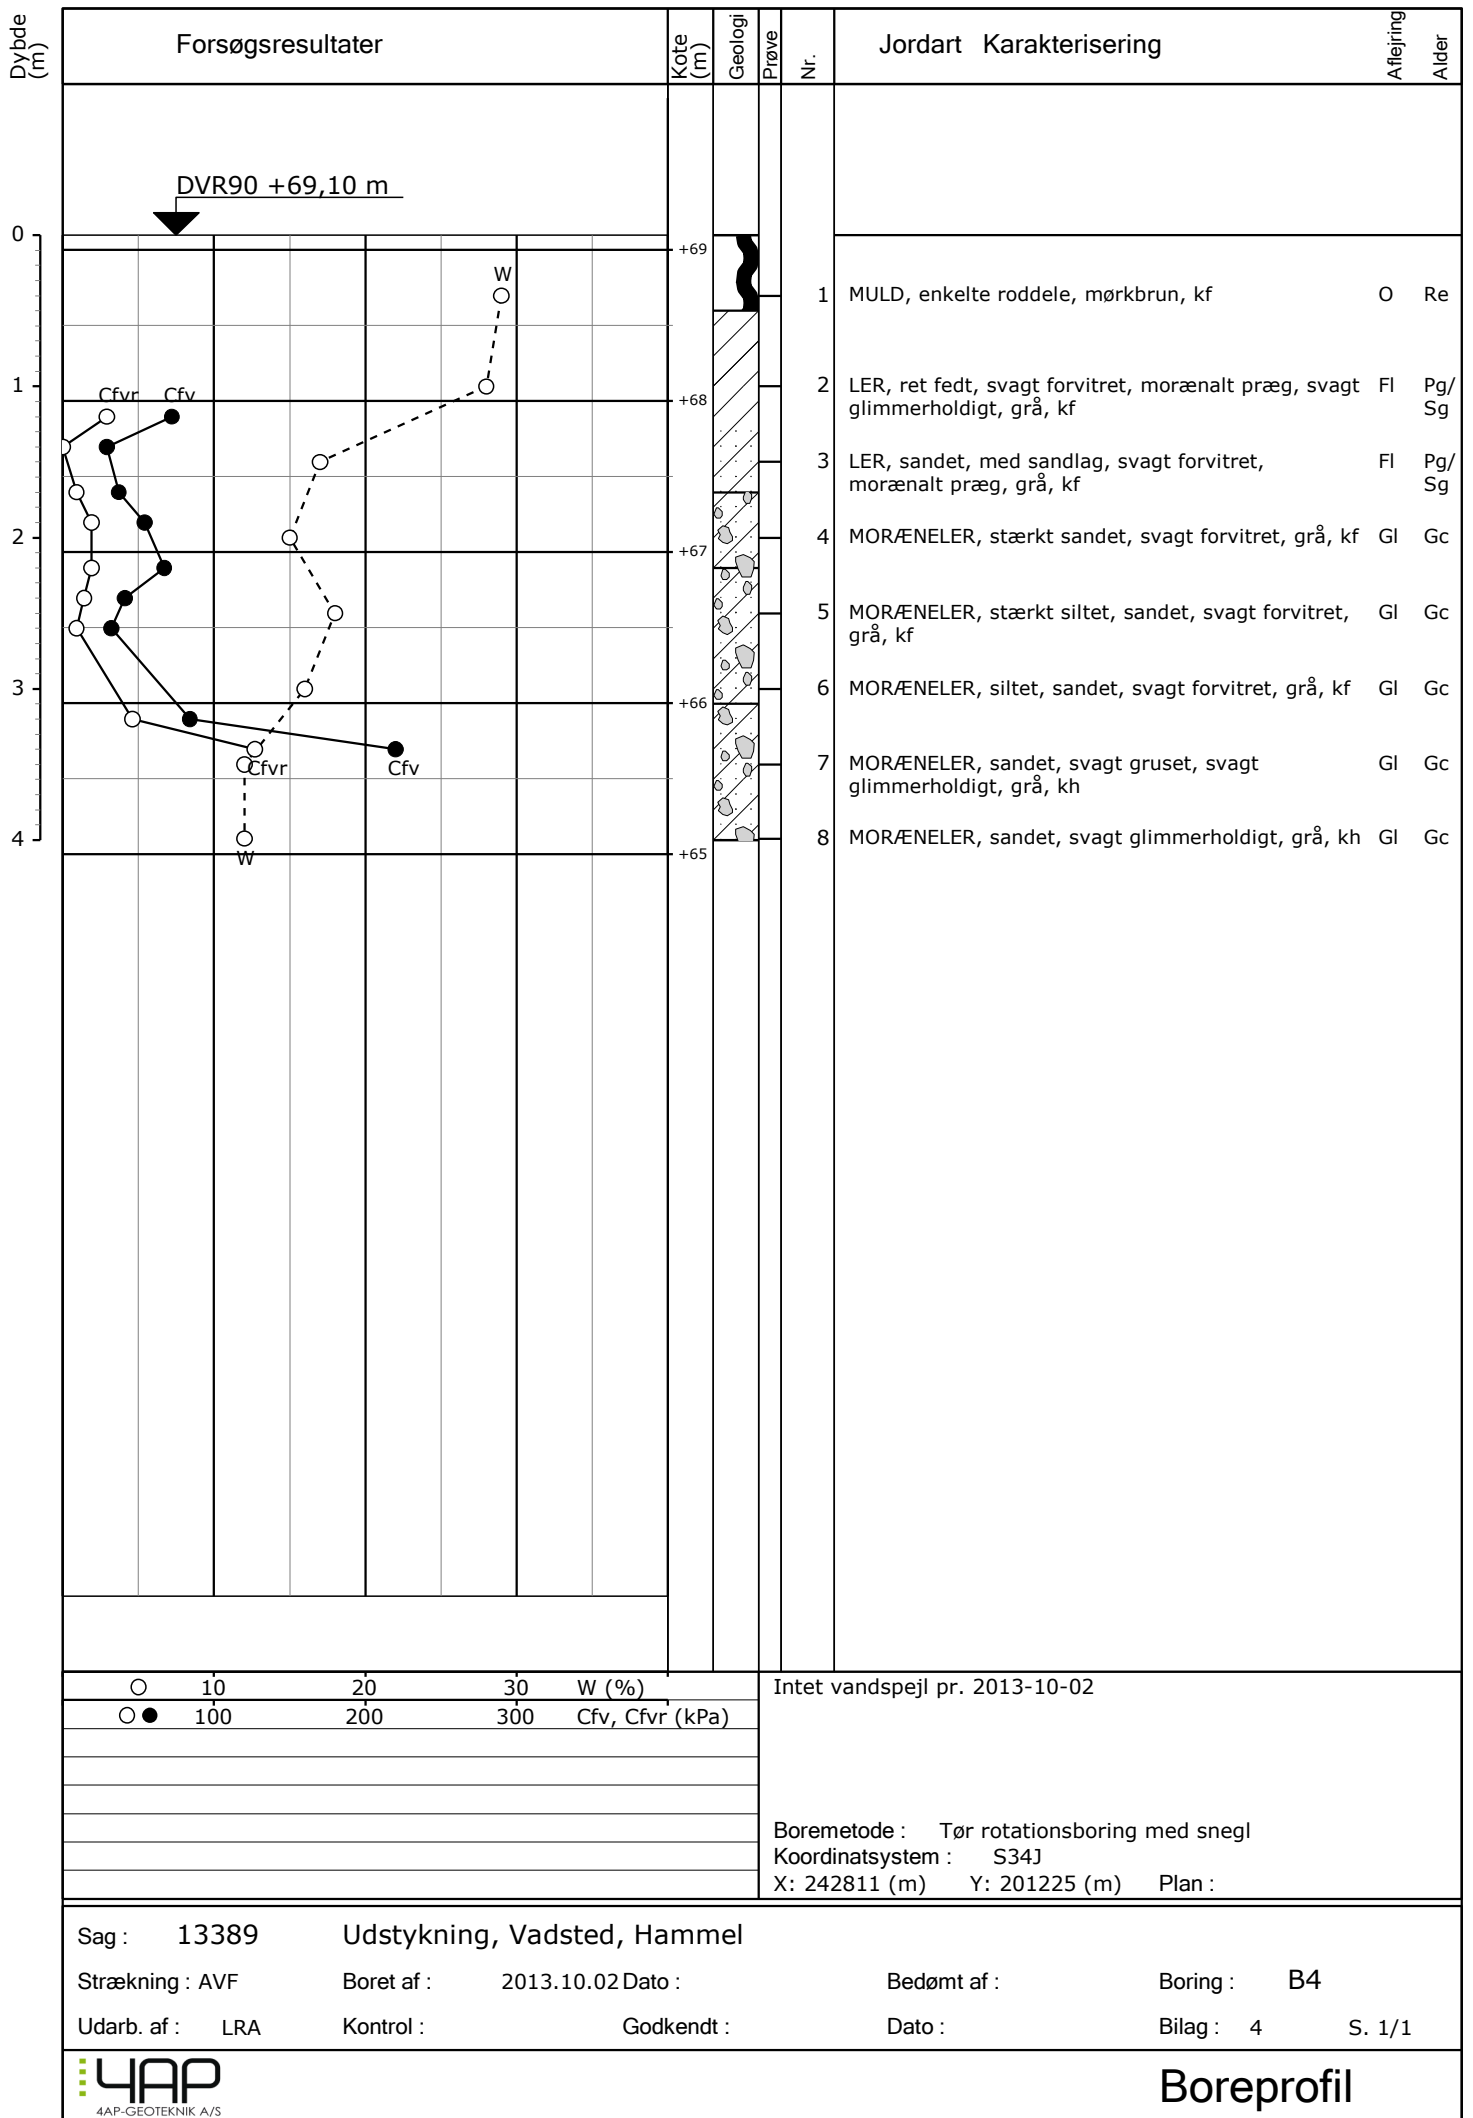 Dybde (m)
Forsøgsresultater
Kote (m)
Geologi
Prøve
Nr.
Jordart Karakterisering
Aflejring
Alder
DVR90 +69,10 m
0
+69
W
1 MULD, enkelte roddele, mørkbrun, kf O Re
1
Cfvr Cfv
+68
2 LER, ret fedt, svagt forvitret, morænalt præg, svagt Fl Pg/
glimmerholdigt, grå, kf Sg
3 LER, sandet, med sandlag, svagt forvitret, Fl Pg/
morænalt præg, grå, kf Sg
2
+67
4 MORÆNELER, stærkt sandet, svagt forvitret, grå, kf Gl Gc
5 MORÆNELER, stærkt siltet, sandet, svagt forvitret, Gl Gc
grå, kf
3
+66
6 MORÆNELER, siltet, sandet, svagt forvitret, grå, kf Gl Gc
Cfvr Cfv
7 MORÆNELER, sandet, svagt gruset, svagt Gl Gc
glimmerholdigt, grå, kh
4
W
+65
8 MORÆNELER, sandet, svagt glimmerholdigt, grå, kh Gl Gc
10 20 30 W (%)
100 200 300 Cfv, Cfvr (kPa)
Intet vandspejl pr. 2013-10-02
Boremetode : Tør rotationsboring med snegl
Koordinatsystem : S34J
X: 242811 (m) Y: 201225 (m) Plan :
Sag : 13389 Udstykning, Vadsted, Hammel
Strækning : AVF Boret af : 2013.10.02 Dato : Bedømt af : Boring : B4
Udarb. af : LRA Kontrol : Godkendt : Dato : Bilag : 4 S. 1/1
4AP
4AP-GEOTEKNIK A/S
Boreprofil